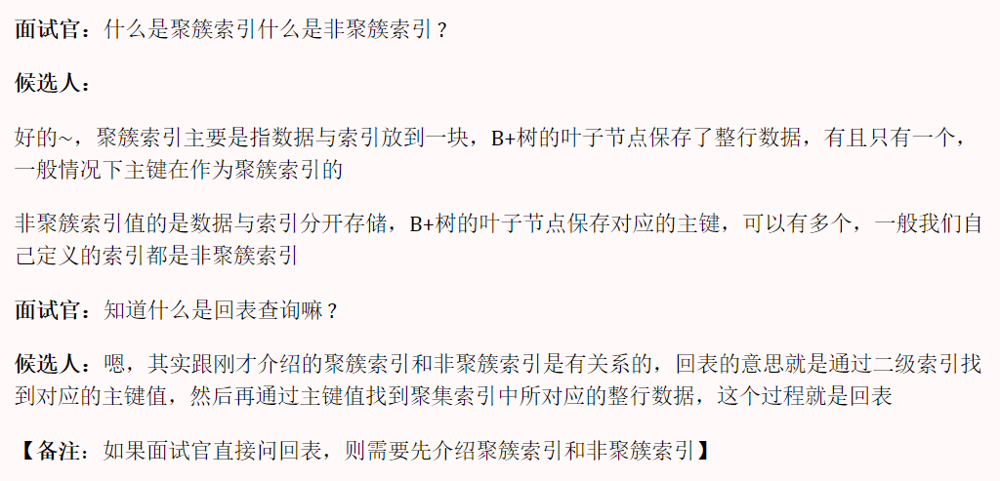 面试官：什么是聚簇索引什么是非聚簇索引？
候选人：
好的~，聚簇索引主要是指数据与索引放到一块，B+树的叶子节点保存了整行数据，有且只有一个，
一般情况下主键在作为聚簇索引的
非聚簇索引值的是数据与索引分开存储，B+树的叶子节点保存对应的主键，可以有多个，一般我们自
己定义的索引都是非聚簇索引
面试官：知道什么是回表查询嘛？
候选人：嗯，其实跟刚才介绍的聚簇索引和非聚簇索引是有关系的，回表的意思就是通过二级索引找
到对应的主键值，然后再通过主键值找到聚集索引中所对应的整行数据，这个过程就是回表
【备注：如果面试官直接问回表，则需要先介绍聚簇索引和非聚簇索引】